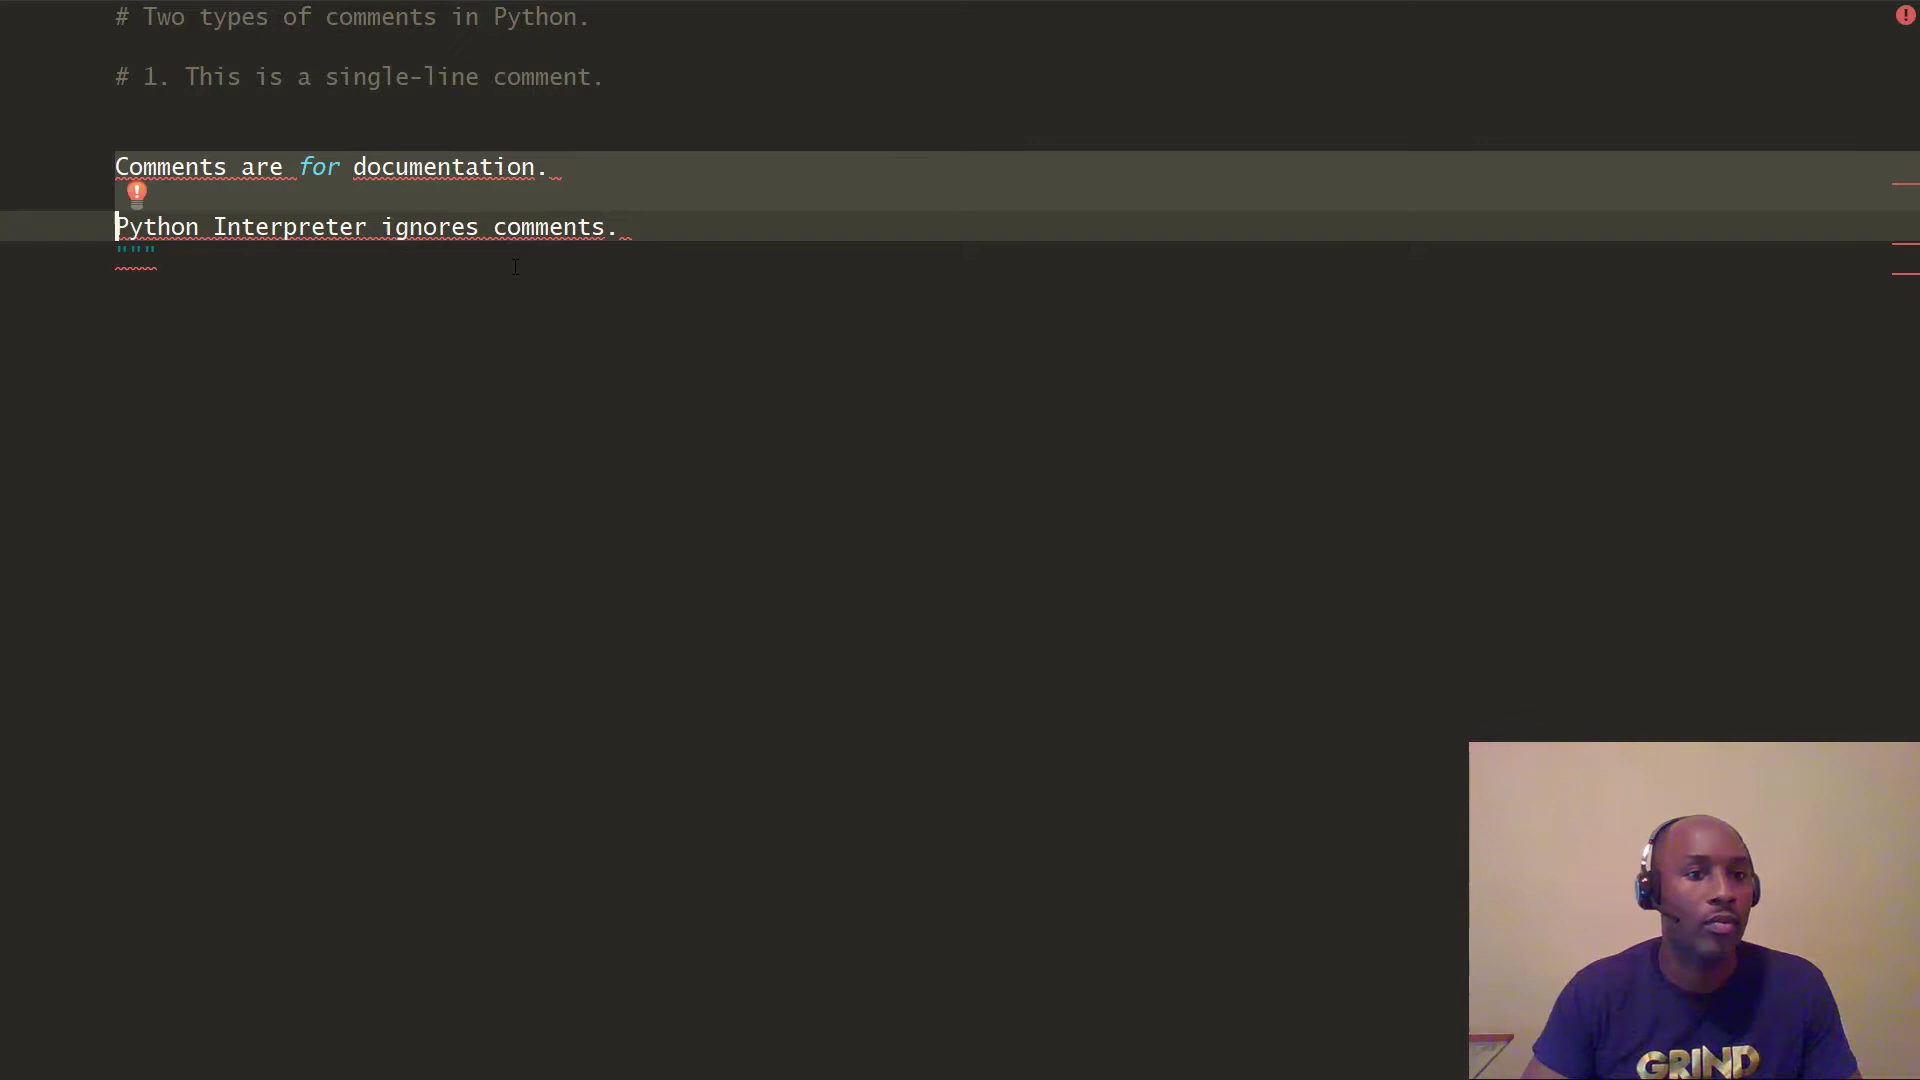 # Two types of comments in Python.
# 1. This is a single-line comment.
Comments are for documentation.
Python Interpreter ignores comments.
"""
GRIND